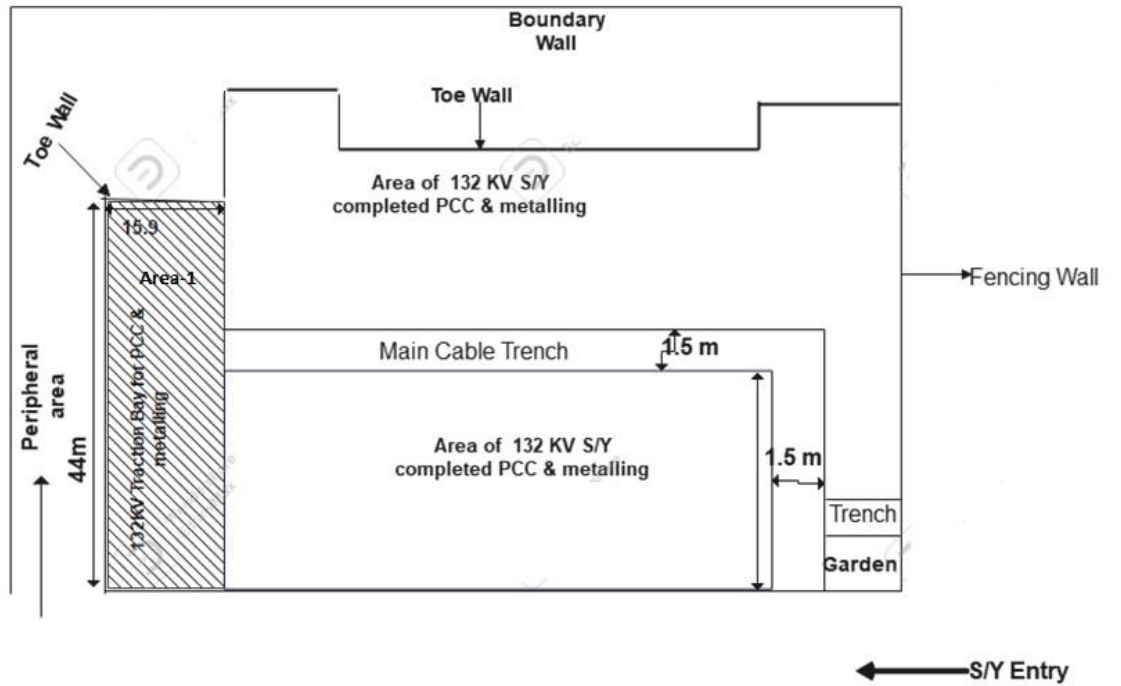 Boundary
Wall
Toe Wall
Toe Wall
Area of 132 KV S/Y
completed PCC & metalling
15.9
Area-1
132KV Traction Bay for PCC &
metalling
Peripheral
area
44m
Fencing Wall
Main Cable Trench
1.5 m
Area of 132 KV S/Y
completed PCC & metalling
1.5 m
Trench
Garden
S/Y Entry